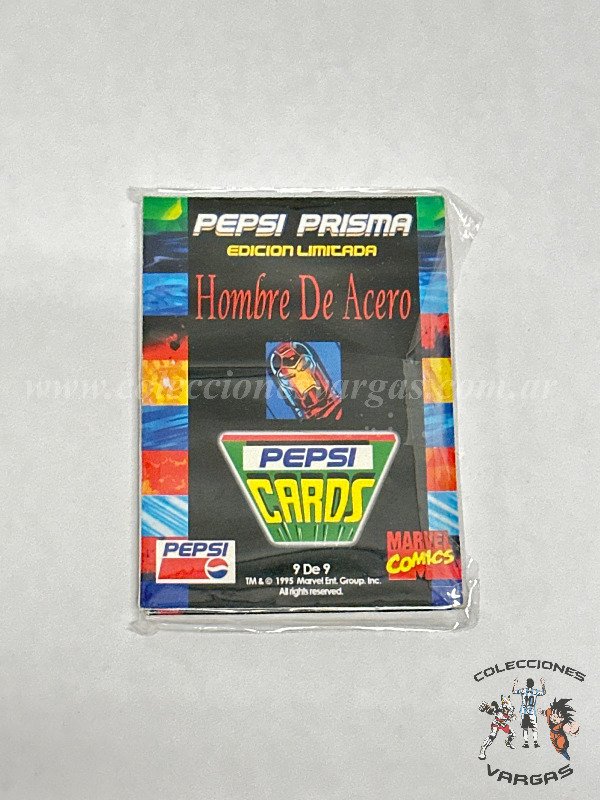 PEPSI PRISMA
EDICION LIMITADA
Hombre De Acero
www.coleccionesvargas.com.ar
PEPSI
CARDS
PEPSI
MARVEL
COMICS
9 De 9
TM & © 1995 Marvel Ent. Group. Inc.
All rights reserved.
COLECCIONES
10
VARGAS